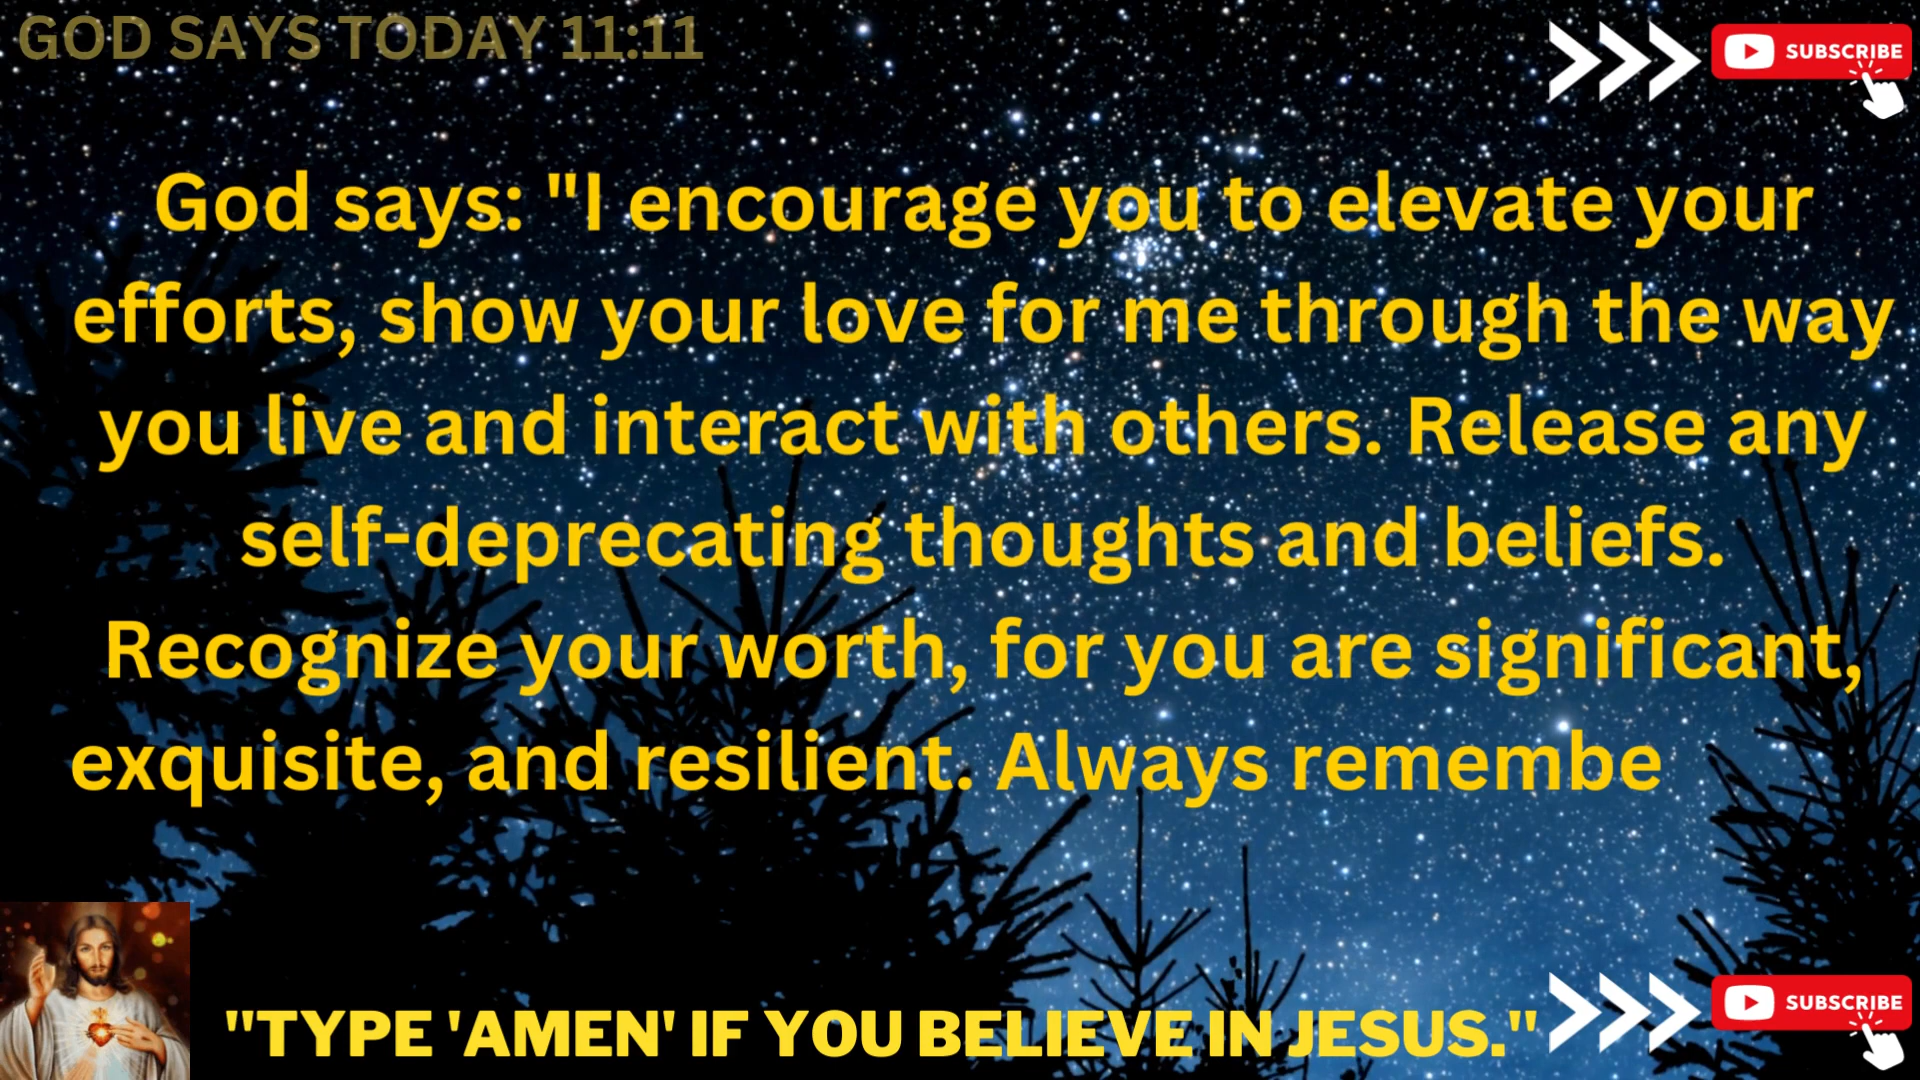 GOD SAYS TODAY 11:11
SUBSCRIBE
God says: "I encourage you to elevate your
efforts, show your love for me through the way
you live and interact with others. Release any
self-deprecating thoughts and beliefs.
Recognize your worth, for you are significant,
exquisite, and resilient. Always remembe
"TYPE 'AMEN' IF YOU BELIEVE IN JESUS."
SUBSCRIBE